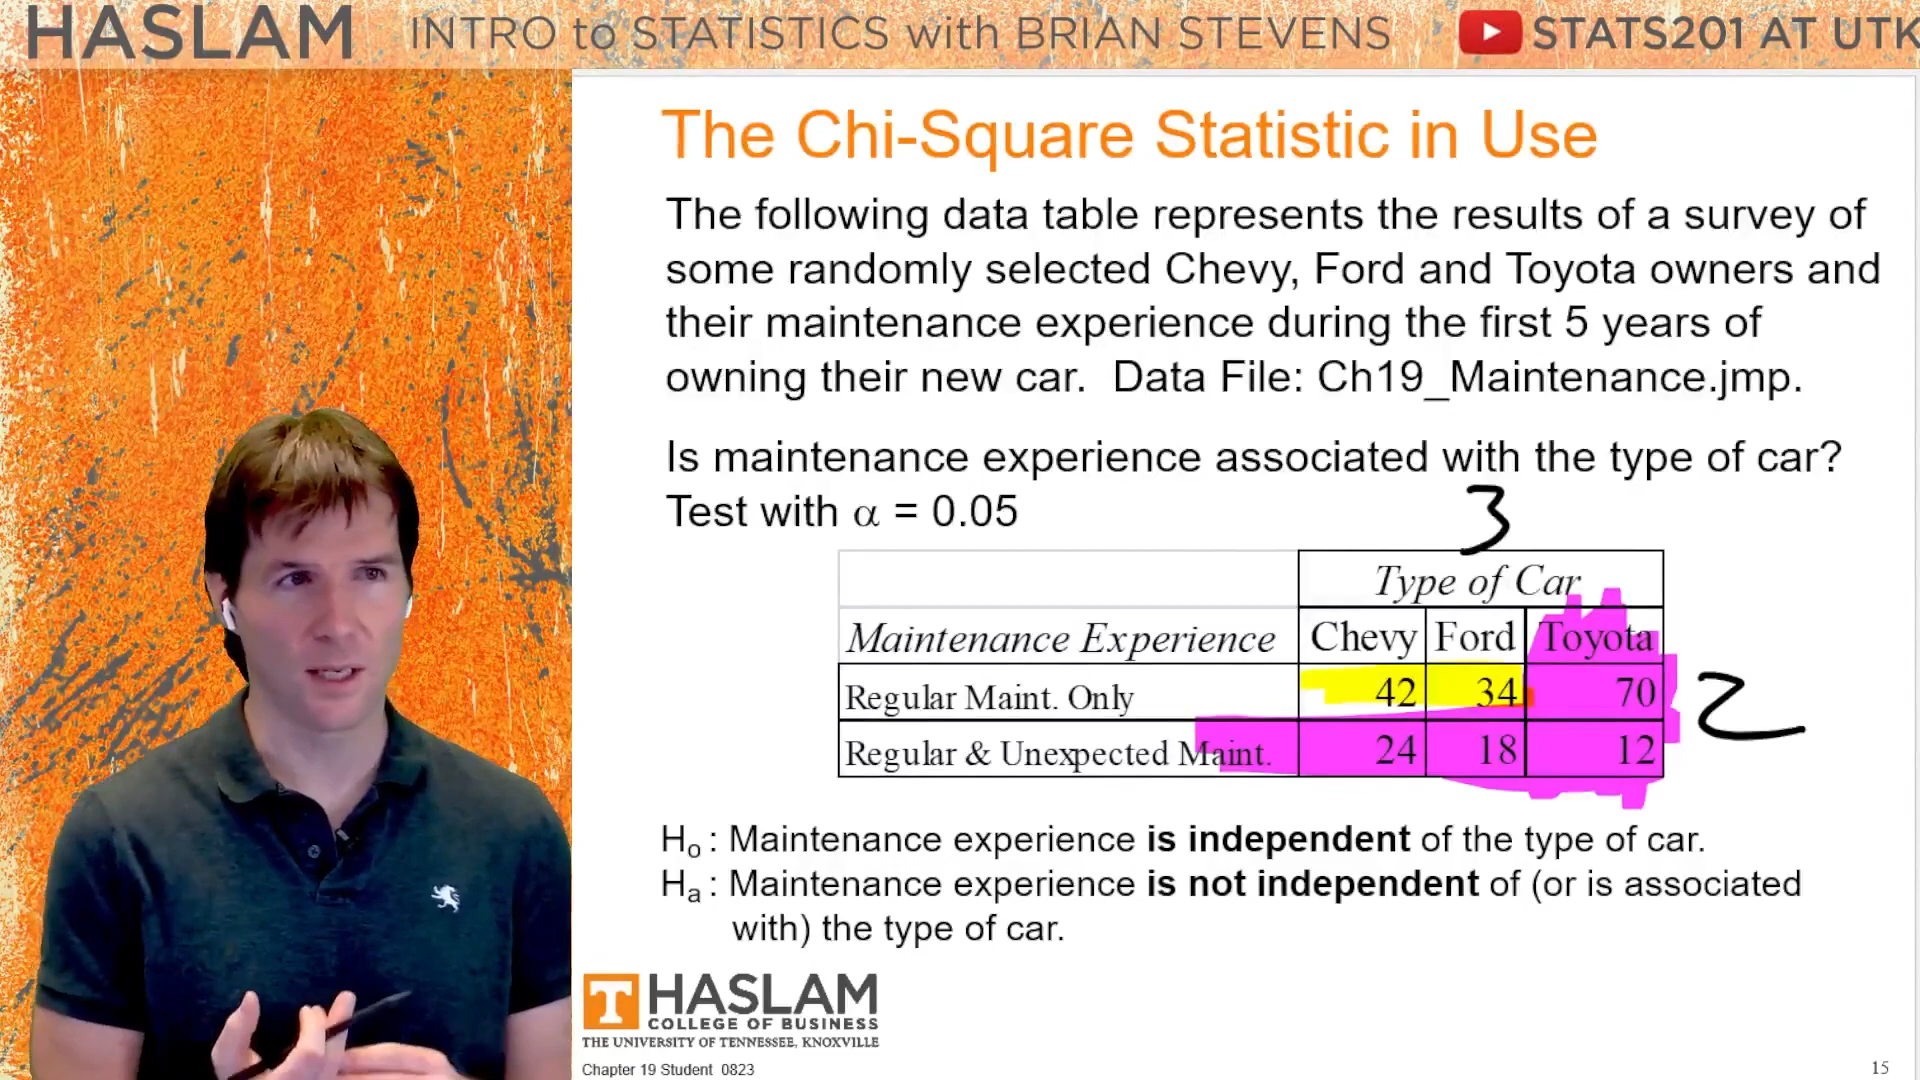 HASLAM INTRO to STATISTICS with BRIAN STEVENS STATS201 AT UTK
The Chi-Square Statistic in Use
The following data table represents the results of a survey of
some randomly selected Chevy, Ford and Toyota owners and
their maintenance experience during the first 5 years of
owning their new car. Data File: Ch19_Maintenance.jmp.
Is maintenance experience associated with the type of car?
Test with α = 0.05
3
Type of Car
Maintenance Experience Chevy Ford Toyota
Regular Maint. Only 42 34 70
2
Regular & Unexpected Maint. 24 18 12
Ho : Maintenance experience is independent of the type of car.
Ha : Maintenance experience is not independent of (or is associated
with) the type of car.
T HASLAM
COLLEGE OF BUSINESS
THE UNIVERSITY OF TENNESSEE, KNOXVILLE
Chapter 19 Student 0823
15